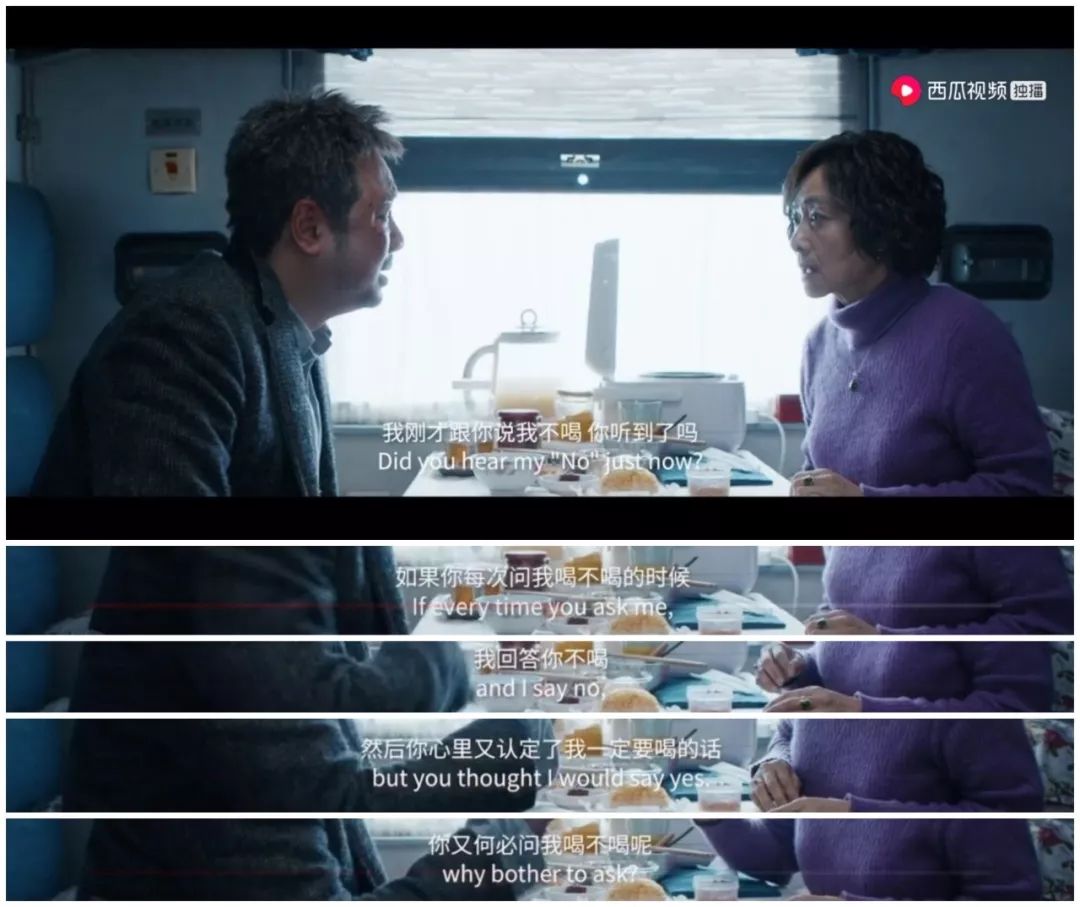 西瓜视频 独播
我刚才跟你说我不喝 你听到了吗
Did you hear my "No" just now?
如果你每次问我喝不喝的时候
If every time you ask me,
我回答你不喝
and I say no,
然后你心里又认定了我一定要喝的话
but you thought I would say yes.
你又何必问我喝不喝呢
why bother to ask?